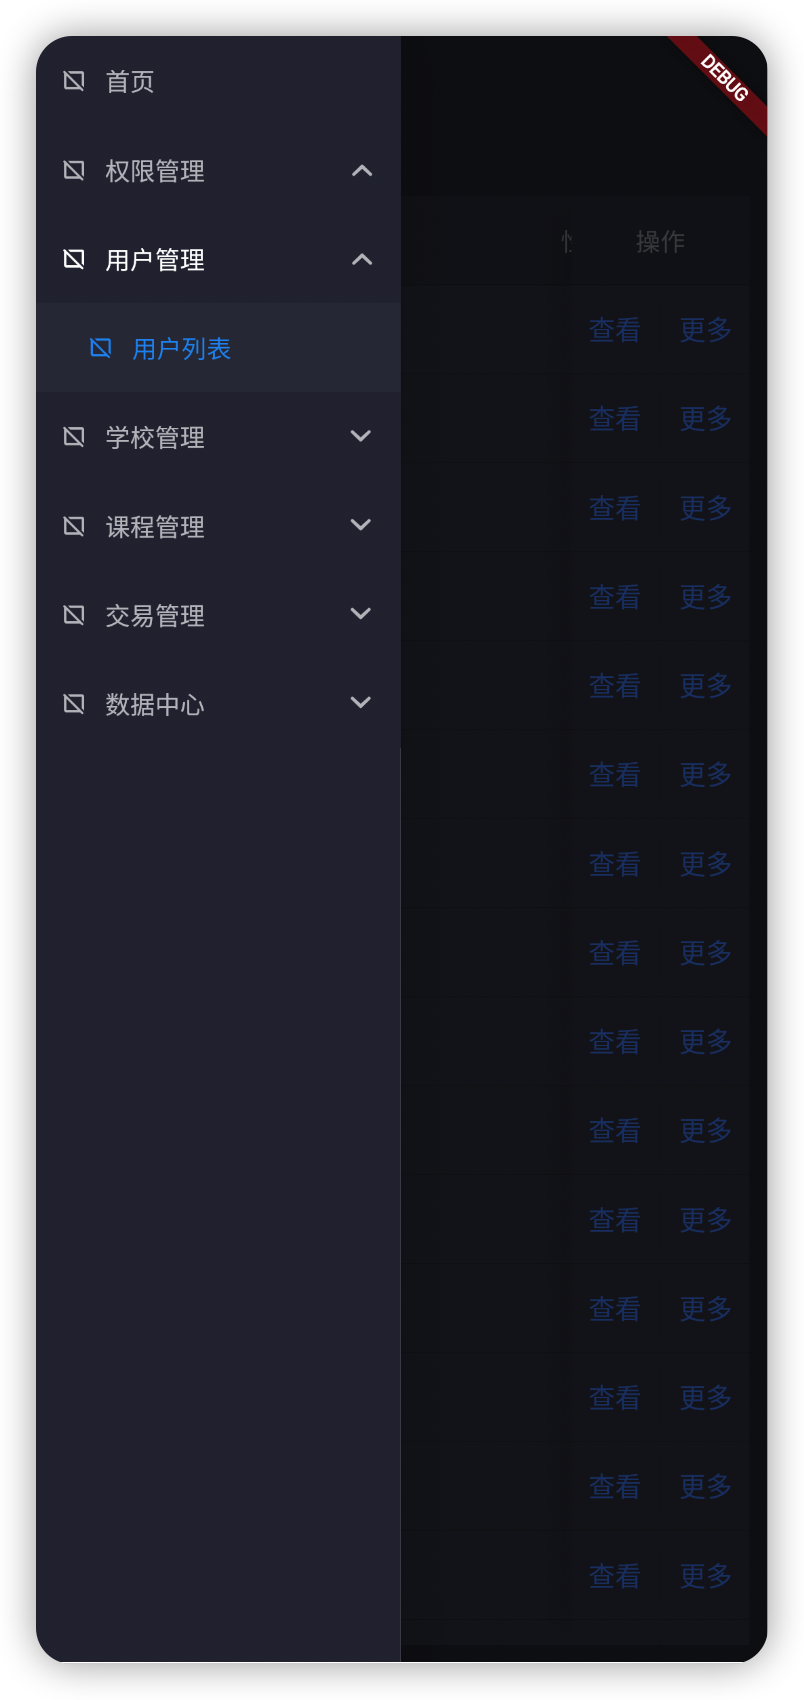 首页
DEBUG
权限管理
操作
用户管理
查看 更多
用户列表
查看 更多
学校管理
查看 更多
课程管理
查看 更多
交易管理
查看 更多
数据中心
查看 更多
查看 更多
查看 更多
查看 更多
查看 更多
查看 更多
查看 更多
查看 更多
查看 更多
查看 更多